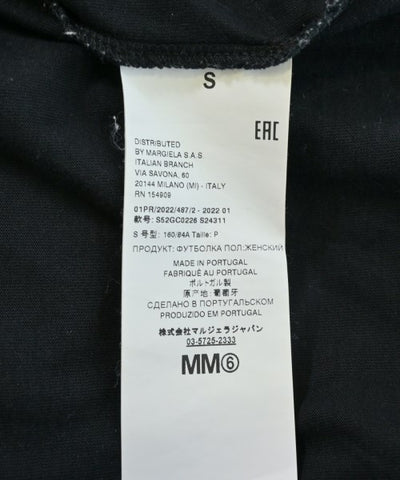 S
EAC
DISTRIBUTED
BY MARGIELA S.A.S
ITALIAN BRANCH
VIA SAVONA, 60
20144 MILANO (MI) - ITALY
RN 154909
01PR/2022/487/2 - 2022 01
款号: S52GC0226 S24311
S 号型: 160/84A Taille: P
ПРОДУКТ: ФУТБОЛКА ПОЛ:ЖЕНСКИЙ
MADE IN PORTUGAL
FABRIQUÉ AU PORTUGAL
ポルトガル製
原产地: 葡萄牙
СДЕЛАНО В ПОРТУГАЛЬСКОМ
PRODUZIDO EM PORTUGAL
株式会社マルジェラジャパン
03-5725-2333
MM⑥